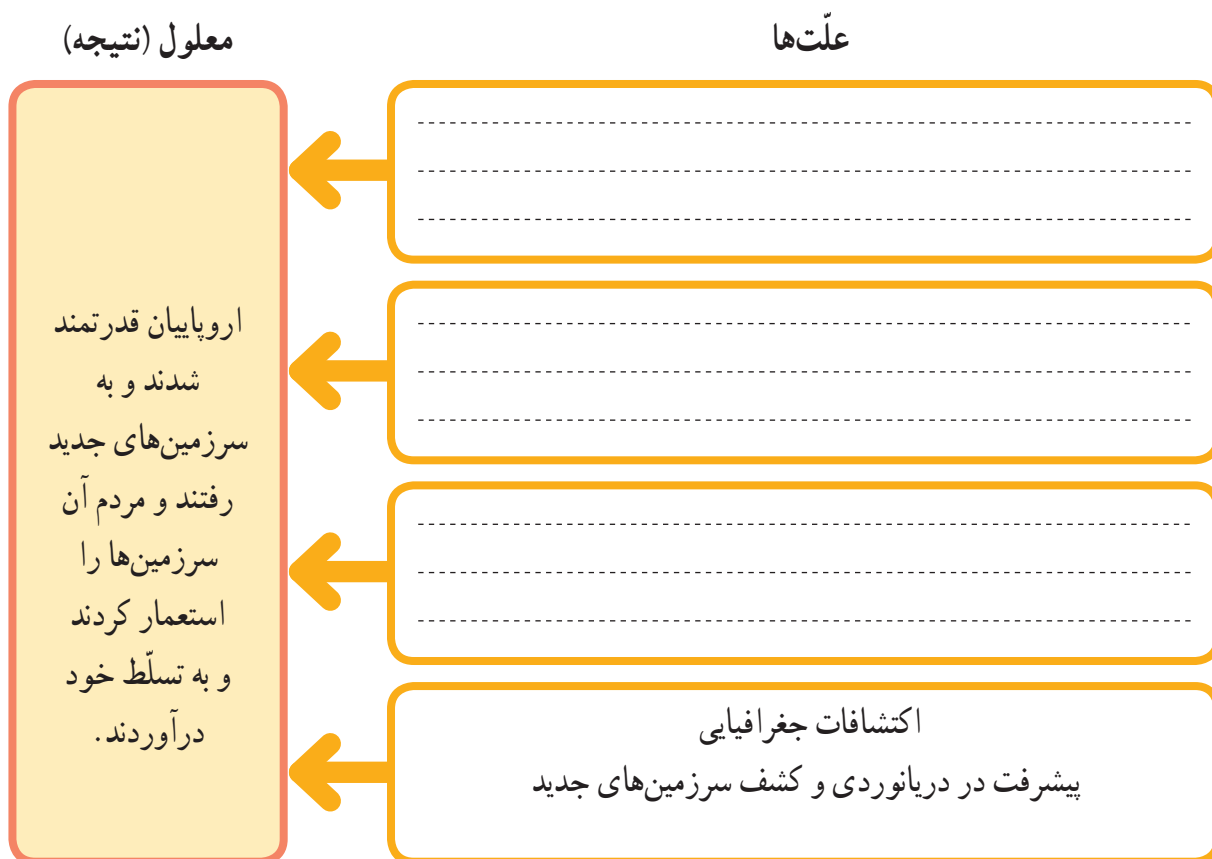 علّت‌ها
معلول (نتیجه)
اکتشافات جغرافیایی
پیشرفت در دریانوردی و کشف سرزمین‌های جدید
اروپاییان قدرتمند
شدند و به
سرزمین‌های جدید
رفتند و مردم آن
سرزمین‌ها را
استعمار کردند
و به تسلّط خود
درآوردند.